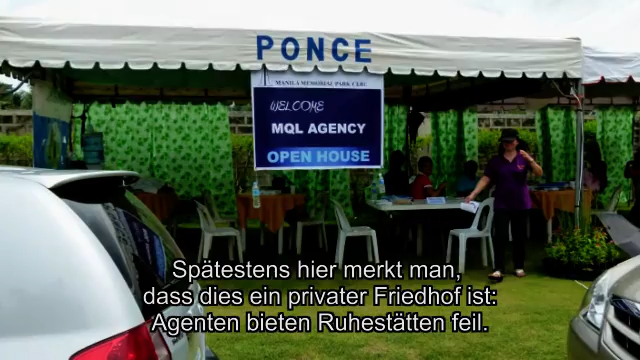 PONCE
MANILA MEMORIAL PARK CEBU
WELCOME
MQL AGENCY
OPEN HOUSE
Spätestens hier merkt man,
dass dies ein privater Friedhof ist:
Agenten bieten Ruhestätten feil.